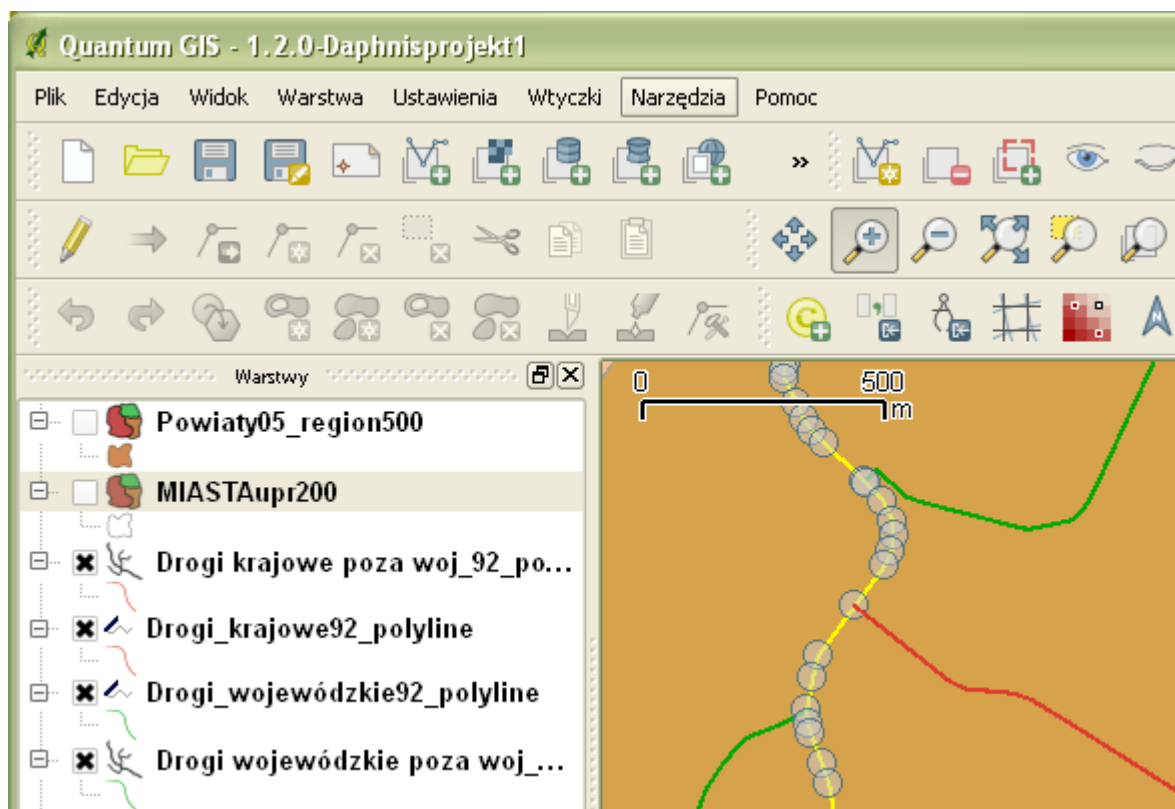 Quantum GIS - 1.2.0-Daphnisprojekt1
Plik Edycja Widok Warstwa Ustawienia Wtyczki Narzędzia Pomoc
Warstwy
Powiaty05_region500
MIASTAupr200
Drogi krajowe poza woj_92_po...
Drogi_krajowe92_polyline
Drogi_wojewódzkie92_polyline
Drogi wojewódzkie poza woj_...
0 500
m